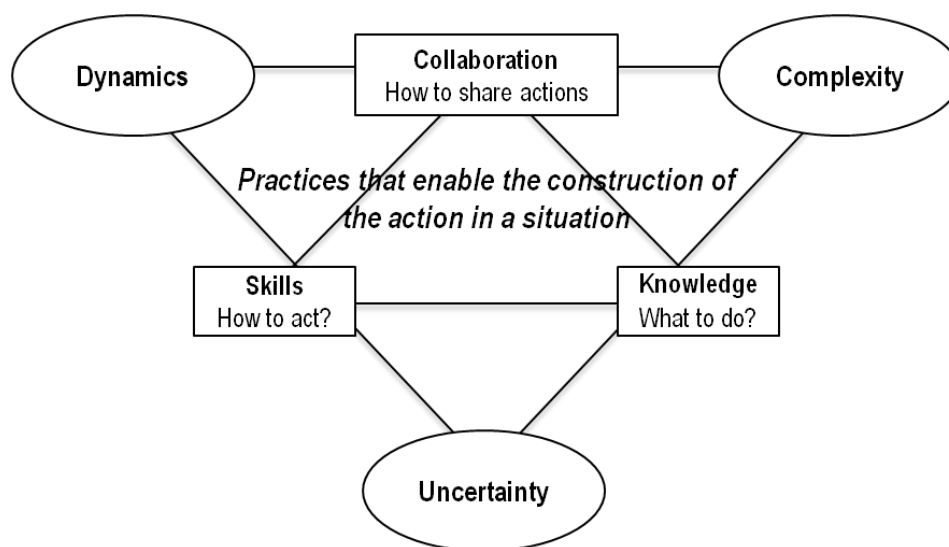 Dynamics
Collaboration
How to share actions
Complexity
Practices that enable the construction of
the action in a situation
Skills
How to act?
Knowledge
What to do?
Uncertainty